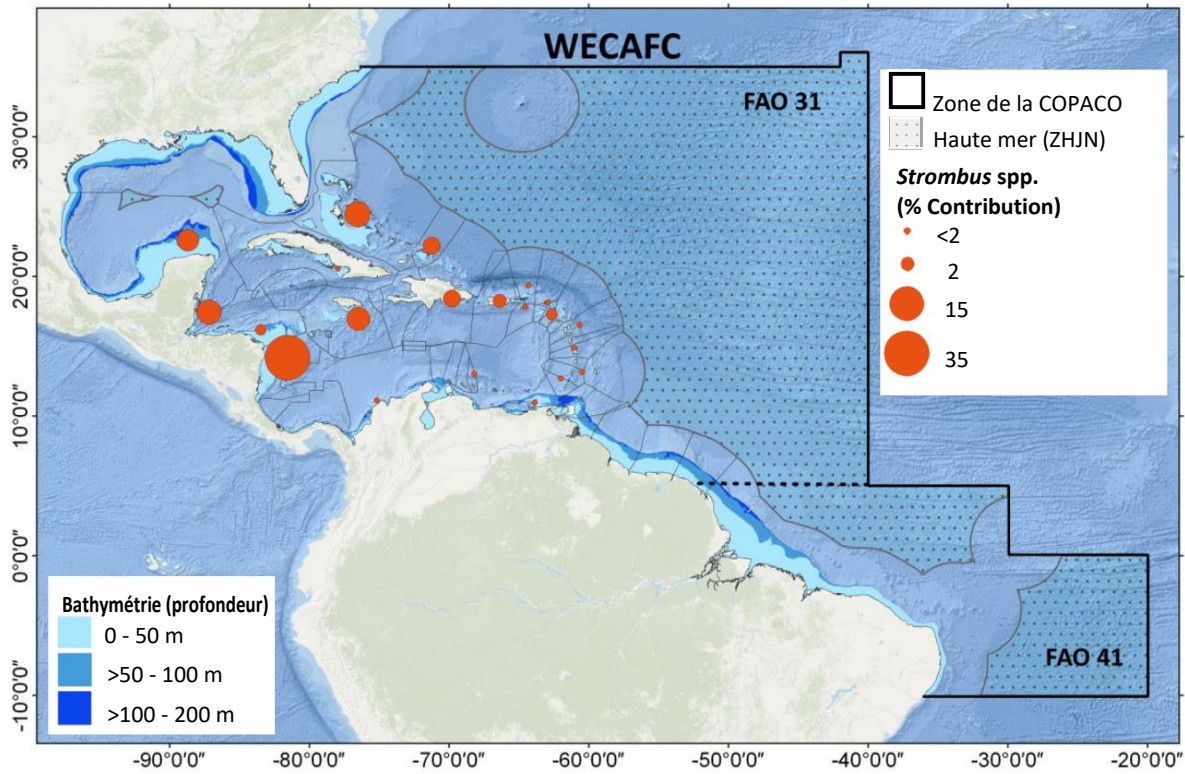 WECAFC
FAO 31
Zone de la COPACO
Haute mer (ZHJN)
Strombus spp.
(% Contribution)
<2
2
15
35
30°0'0"
20°0'0"
10°0'0"
0°0'0"
-10°0'0"
Bathymétrie (profondeur)
0 - 50 m
>50 - 100 m
>100 - 200 m
FAO 41
-90°0'0" -80°0'0" -70°0'0" -60°0'0" -50°0'0" -40°0'0" -30°0'0" -20°0'0"